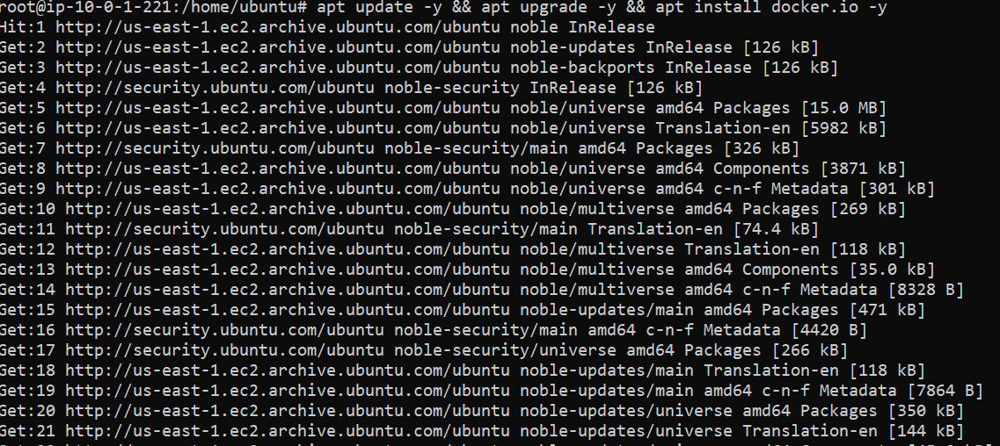 root@ip-10-0-1-221:/home/ubuntu# apt update -y && apt upgrade -y && apt install docker.io -y
Hit:1 http://us-east-1.ec2.archive.ubuntu.com/ubuntu noble InRelease
Get:2 http://us-east-1.ec2.archive.ubuntu.com/ubuntu noble-updates InRelease [126 kB]
Get:3 http://us-east-1.ec2.archive.ubuntu.com/ubuntu noble-backports InRelease [126 kB]
Get:4 http://security.ubuntu.com/ubuntu noble-security InRelease [126 kB]
Get:5 http://us-east-1.ec2.archive.ubuntu.com/ubuntu noble/universe amd64 Packages [15.0 MB]
Get:6 http://us-east-1.ec2.archive.ubuntu.com/ubuntu noble/universe Translation-en [5982 kB]
Get:7 http://security.ubuntu.com/ubuntu noble-security/main amd64 Packages [326 kB]
Get:8 http://us-east-1.ec2.archive.ubuntu.com/ubuntu noble/universe amd64 Components [3871 kB]
Get:9 http://us-east-1.ec2.archive.ubuntu.com/ubuntu noble/universe amd64 c-n-f Metadata [301 kB]
Get:10 http://us-east-1.ec2.archive.ubuntu.com/ubuntu noble/multiverse amd64 Packages [269 kB]
Get:11 http://security.ubuntu.com/ubuntu noble-security/main Translation-en [74.4 kB]
Get:12 http://us-east-1.ec2.archive.ubuntu.com/ubuntu noble/multiverse Translation-en [118 kB]
Get:13 http://us-east-1.ec2.archive.ubuntu.com/ubuntu noble/multiverse amd64 Components [35.0 kB]
Get:14 http://us-east-1.ec2.archive.ubuntu.com/ubuntu noble/multiverse amd64 c-n-f Metadata [8328 B]
Get:15 http://us-east-1.ec2.archive.ubuntu.com/ubuntu noble-updates/main amd64 Packages [471 kB]
Get:16 http://security.ubuntu.com/ubuntu noble-security/main amd64 c-n-f Metadata [4420 B]
Get:17 http://security.ubuntu.com/ubuntu noble-security/universe amd64 Packages [266 kB]
Get:18 http://us-east-1.ec2.archive.ubuntu.com/ubuntu noble-updates/main Translation-en [118 kB]
Get:19 http://us-east-1.ec2.archive.ubuntu.com/ubuntu noble-updates/main amd64 c-n-f Metadata [7864 B]
Get:20 http://us-east-1.ec2.archive.ubuntu.com/ubuntu noble-updates/universe amd64 Packages [350 kB]
Get:21 http://us-east-1.ec2.archive.ubuntu.com/ubuntu noble-updates/universe Translation-en [144 kB]